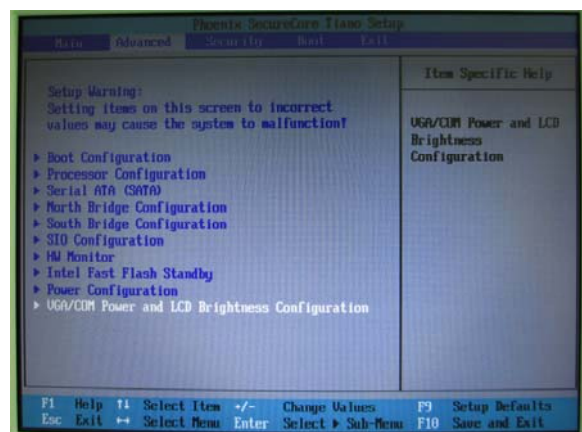 Phoenix SecureCore Tiano Setup
Main Advanced Security Boot Exit
Item Specific Help
Setup Warning:
Setting items on this screen to incorrect
values may cause the system to malfunction!
VGA/COM Power and LCD
Brightness
Configuration
▶ Boot Configuration
▶ Processor Configuration
▶ Serial ATA (SATA)
▶ North Bridge Configuration
▶ South Bridge Configuration
▶ SIO Configuration
▶ HW Monitor
▶ Intel Fast Flash Standby
▶ Power Configuration
▶ VGA/COM Power and LCD Brightness Configuration
F1 Help ↑↓ Select Item +/- Change Values F9 Setup Defaults
Esc Exit ↔ Select Menu Enter Select ▶ Sub-Menu F10 Save and Exit